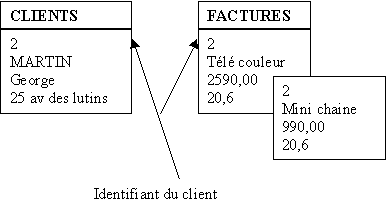 CLIENTS
2
MARTIN
George
25 av des lutins
FACTURES
2
Télé couleur
2590,00
20,6
2
Mini chaine
990,00
20,6
Identifiant du client